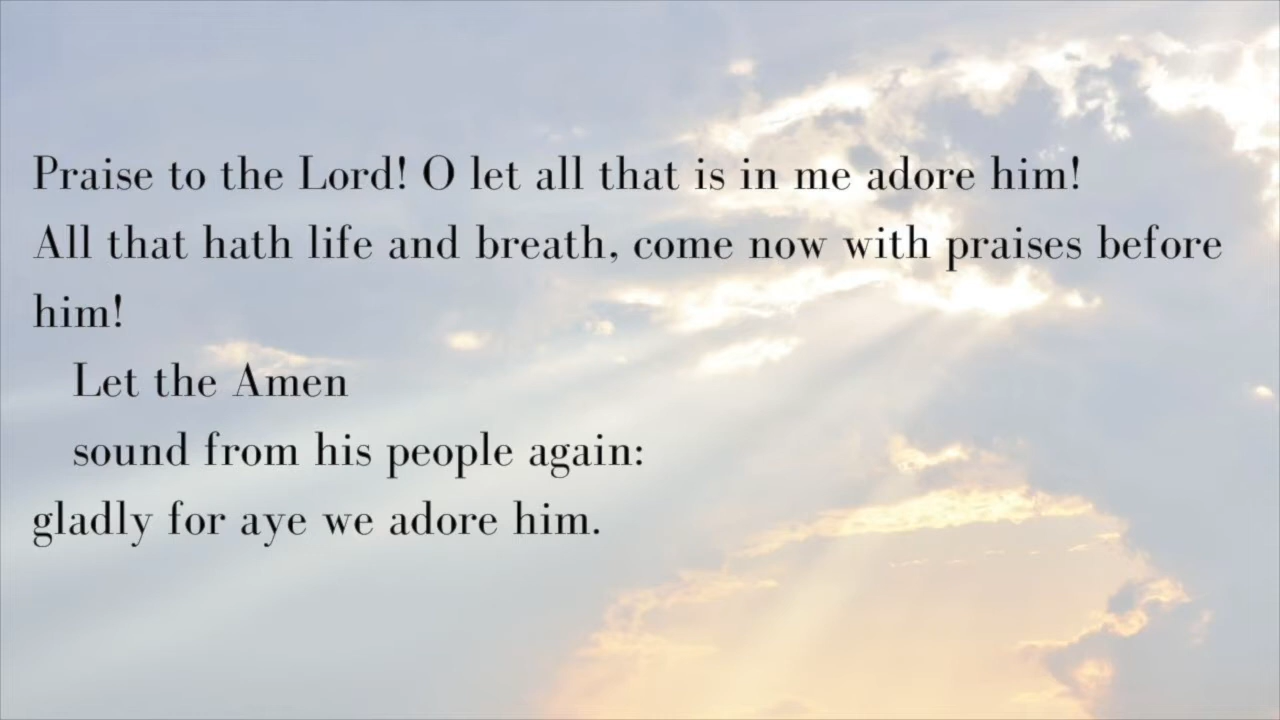 Praise to the Lord! O let all that is in me adore him!
All that hath life and breath, come now with praises before
him!
Let the Amen
sound from his people again:
gladly for aye we adore him.